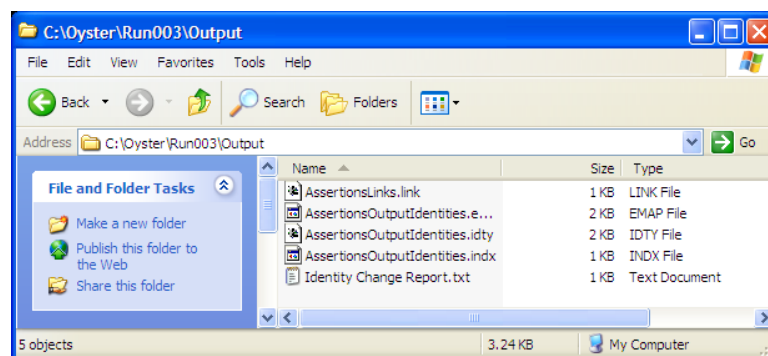 C:\Oyster\Run003\Output
File Edit View Favorites Tools Help
Back Search Folders
Address C:\Oyster\Run003\Output Go
File and Folder Tasks
Make a new folder
Publish this folder to
the Web
Share this folder
Name Size Type
AssertionsLinks.link 1 KB LINK File
AssertionsOutputIdentities.e... 2 KB EMAP File
AssertionsOutputIdentities.idty 2 KB IDTY File
AssertionsOutputIdentities.indx 1 KB INDX File
Identity Change Report.txt 1 KB Text Document
5 objects 3.24 KB My Computer